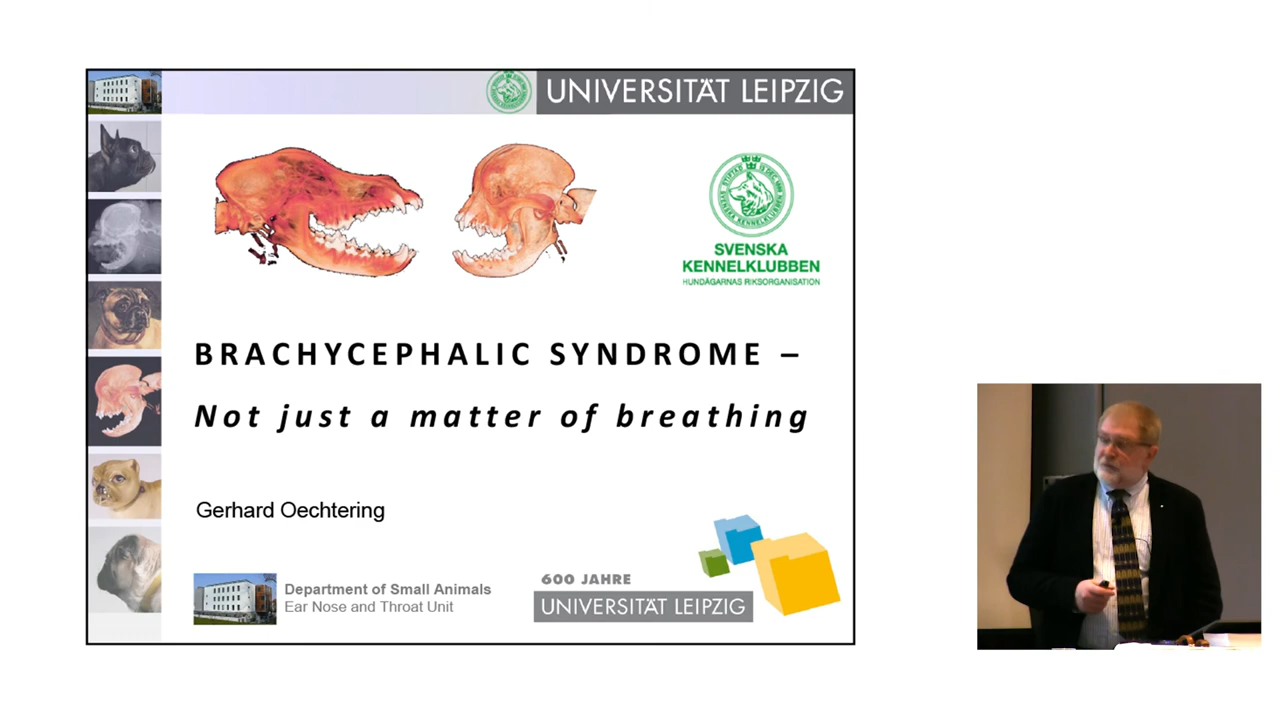 UNIVERSITÄT LEIPZIG
SVENSKA
KENNELKLUBBEN
HUNDÄGARNAS RIKSORGANISATION
BRACHYCEPHALIC SYNDROME –
Not just a matter of breathing
Gerhard Oechtering
Department of Small Animals
Ear Nose and Throat Unit
600 JAHRE
UNIVERSITÄT LEIPZIG